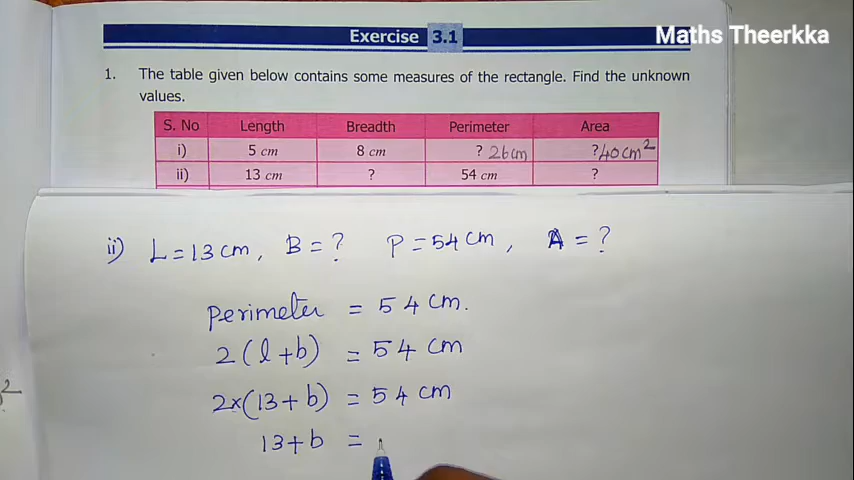 Exercise 3.1
Maths Theerkka
1. The table given below contains some measures of the rectangle. Find the unknown
values.
S. No Length Breadth Perimeter Area
i) 5 cm 8 cm ? 26cm ? 40cm²
ii) 13 cm ? 54 cm ?
ii) L = 13 cm, B = ? P = 54 cm, A = ?
Perimeter = 54 cm.
2(l+b) = 54 cm
2×(13+b) = 54 cm
13+b =
2